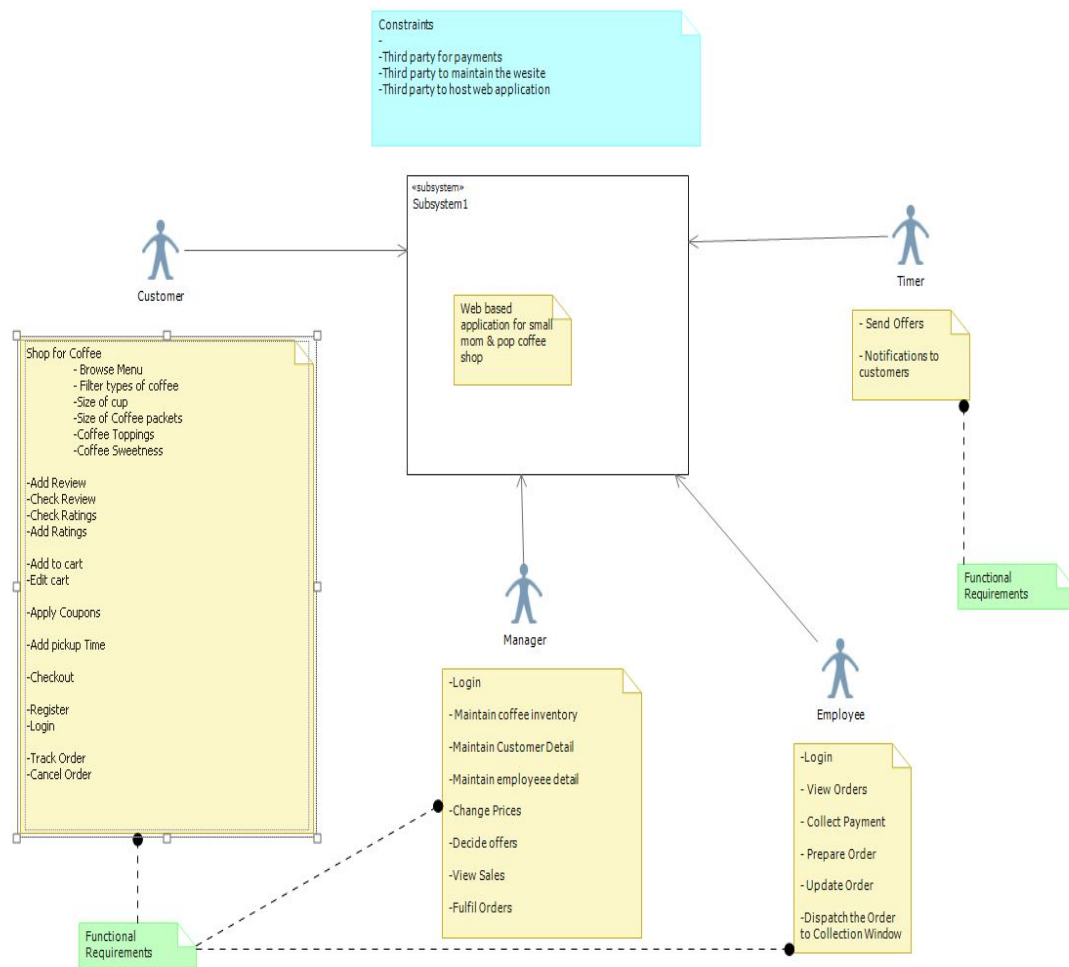 Constraints
-
-Third party for payments
-Third party to maintain the wesite
-Third party to host web application
«subsystem»
Subsystem1
Web based
application for small
mom & pop coffee
shop
Customer
Timer
- Send Offers
- Notifications to
customers
Shop for Coffee
- Browse Menu
- Filter types of coffee
-Size of cup
-Size of Coffee packets
-Coffee Toppings
-Coffee Sweetness
-Add Review
-Check Review
-Check Ratings
-Add Ratings
-Add to cart
-Edit cart
-Apply Coupons
-Add pickup Time
-Checkout
-Register
-Login
-Track Order
-Cancel Order
Functional
Requirements
Manager
-Login
- Maintain coffee inventory
-Maintain Customer Detail
-Maintain employeee detail
-Change Prices
-Decide offers
-View Sales
-Fulfil Orders
Employee
-Login
- View Orders
- Collect Payment
- Prepare Order
- Update Order
-Dispatch the Order
to Collection Window
Functional
Requirements